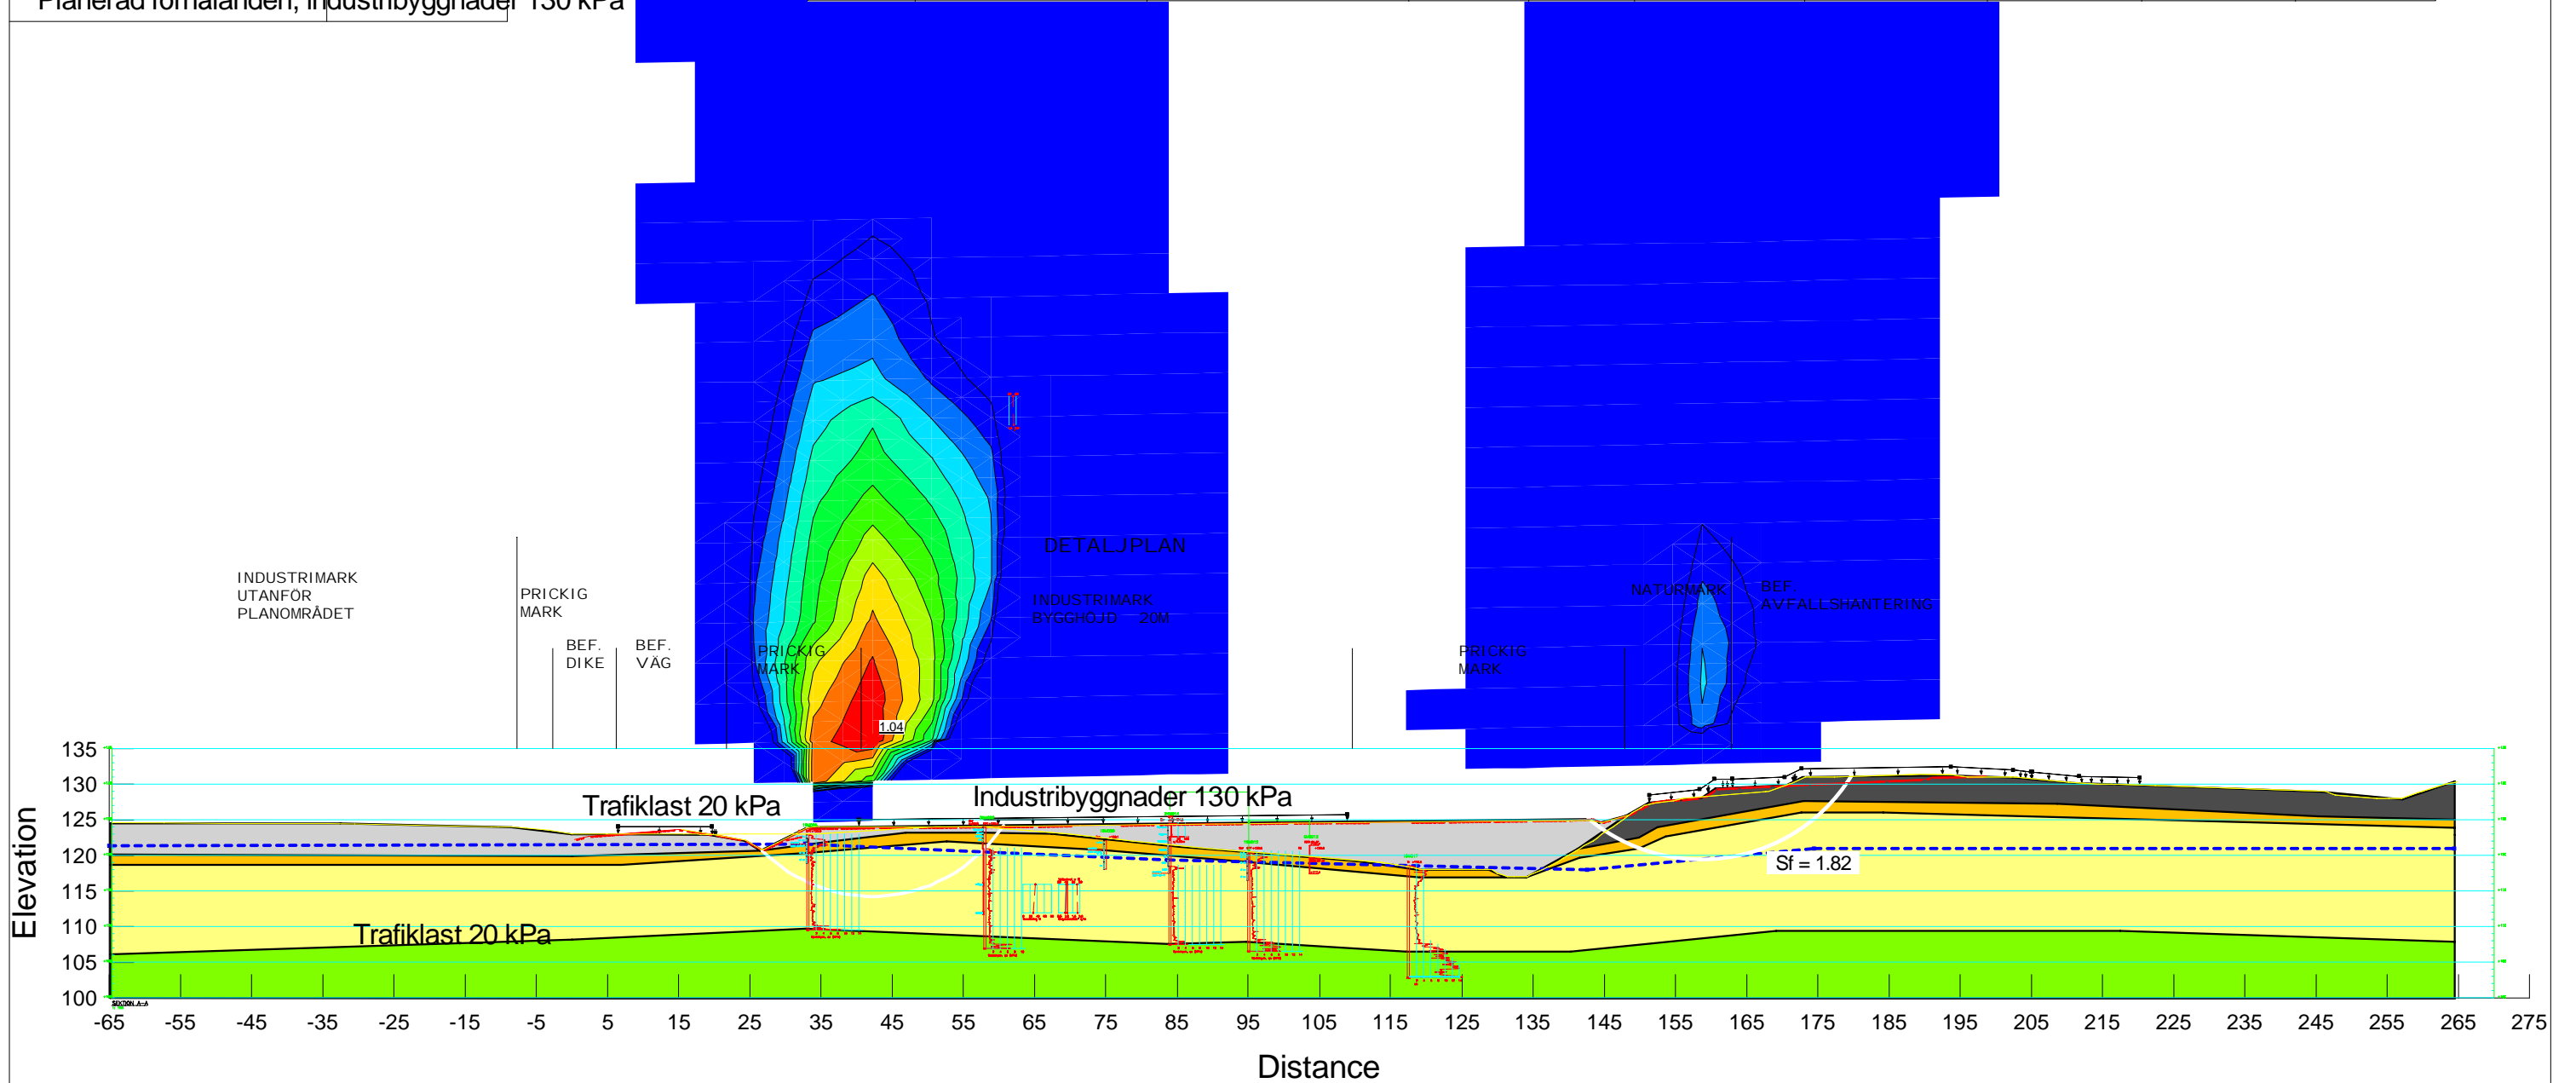 Planerad förhålanden, Industribyggnader 130 kPa
DETALJPLAN
INDUSTRIMARK
UTANFÖR
PLANOMRÅDET
PRICKIG
MARK
BEF.
DIKE
BEF.
VÄG
PRICKIG
MARK
INDUSTRIMARK
BYGGHÖJD 20M
PRICKIG
MARK
NATURMARK
BEF.
AVFALLSHANTERING
1.04
Trafiklast 20 kPa
Industribyggnader 130 kPa
Sf = 1.82
Trafiklast 20 kPa
Elevation
135
130
125
120
115
110
105
100
SEKTION A-A
-65 -55 -45 -35 -25 -15 -5 5 15 25 35 45 55 65 75 85 95 105 115 125 135 145 155 165 175 185 195 205 215 225 235 245 255 265 275
Distance